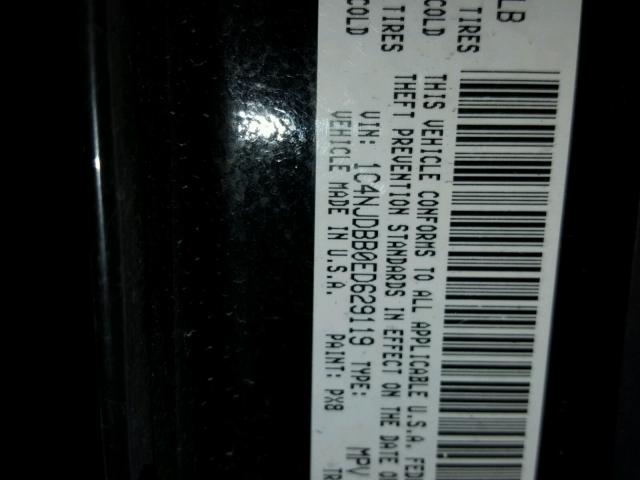 LB
TIRES COLD
TIRES COLD
THIS VEHICLE CONFORMS TO ALL APPLICABLE U.S.A. FED
THEFT PREVENTION STANDARDS IN EFFECT ON THE DATE O
VIN: 1C4NJDBB0ED629119 TYPE: MPV
VEHICLE MADE IN U.S.A. PAINT: PX8 TR